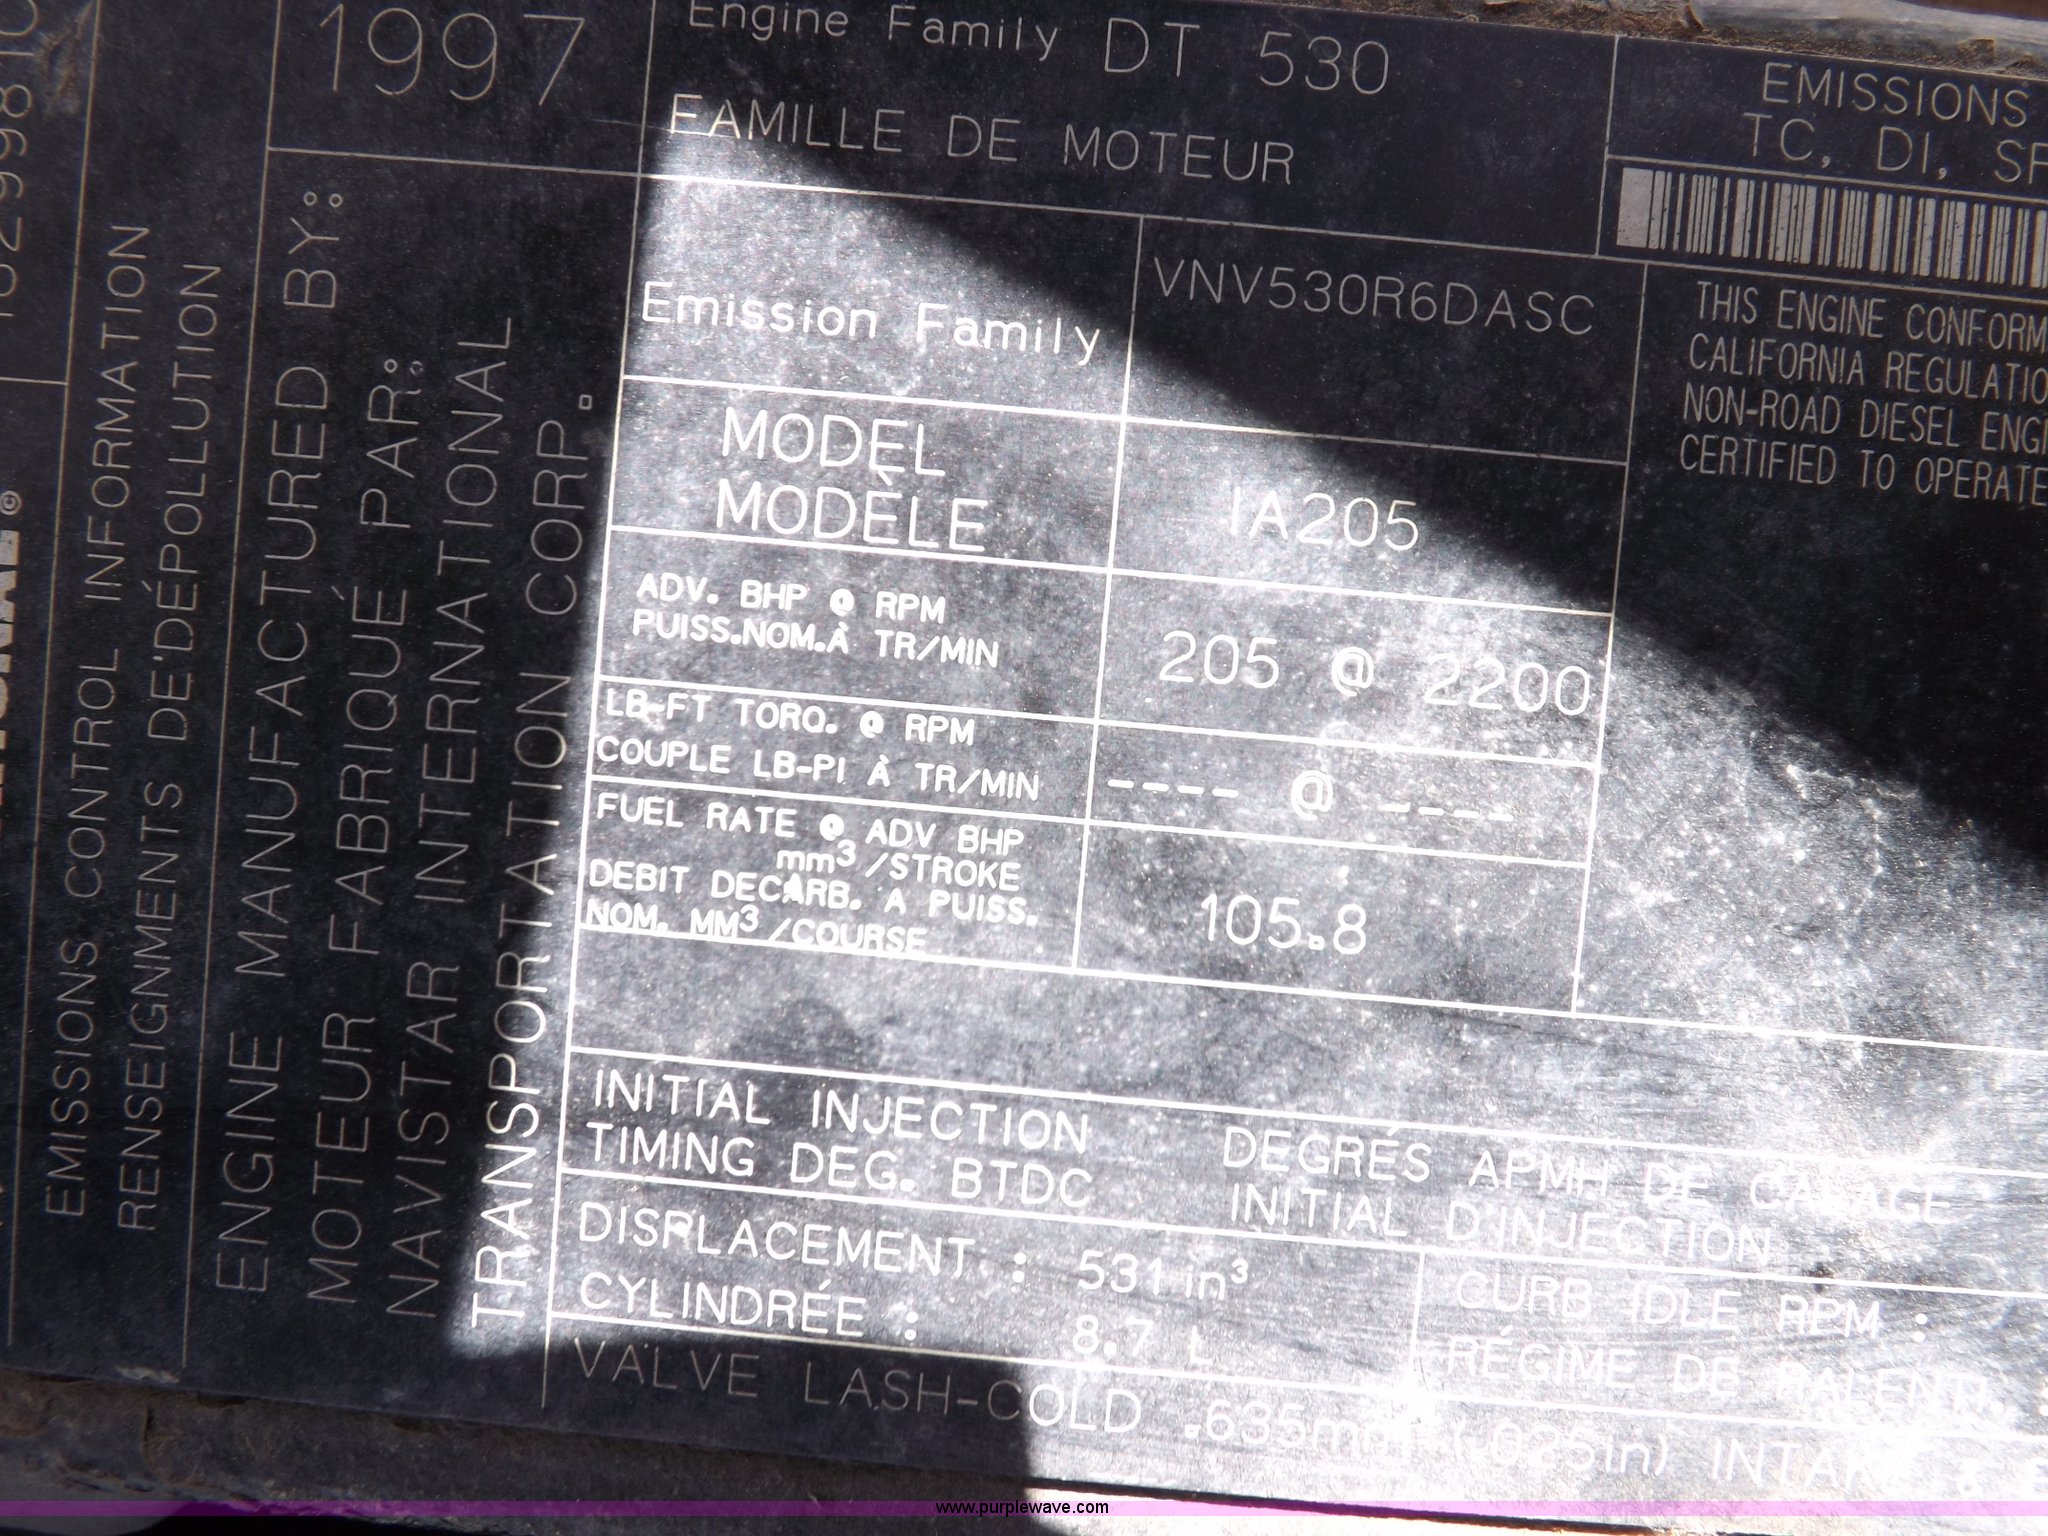 1829981C
©
EMISSIONS CONTROL INFORMATION
RENSEIGNMENTS DE'DÉPOLLUTION
1997
ENGINE MANUFACTURED BY:
MOTEUR FABRIQUÉ PAR:
NAVISTAR INTERNATIONAL
TRANSPORTATION CORP.
Engine Family DT 530
FAMILLE DE MOTEUR
EMISSIONS
TC, DI,
Emission Family VNV530R6DASC
MODEL
MODÈLE
IA205
ADV. BHP @ RPM
PUISS.NOM.À TR/MIN
205 @ 2200
LB-FT TORQ. @ RPM
COUPLE LB-PI À TR/MIN
---- @ ----
FUEL RATE @ ADV BHP
mm³/STROKE
DEBIT DECARB. A PUISS.
NOM. MM³/COURSE
105.8
THIS ENGINE CONFORM
CALIFORNIA REGULATIO
NON-ROAD DIESEL ENGI
CERTIFIED TO OPERATE
INITIAL INJECTION
TIMING DEG. BTDC
DEGRÉS APMH DE CARAGE
INITIAL D'INJECTION
DISPLACEMENT : 531 in³
CYLINDRÉE : 8.7 L
CURB IDLE RPM :
RÉGIME DE RALENTI. :
VALVE LASH-COLD .635mm (.025in) INTAKE
www.purplewave.com